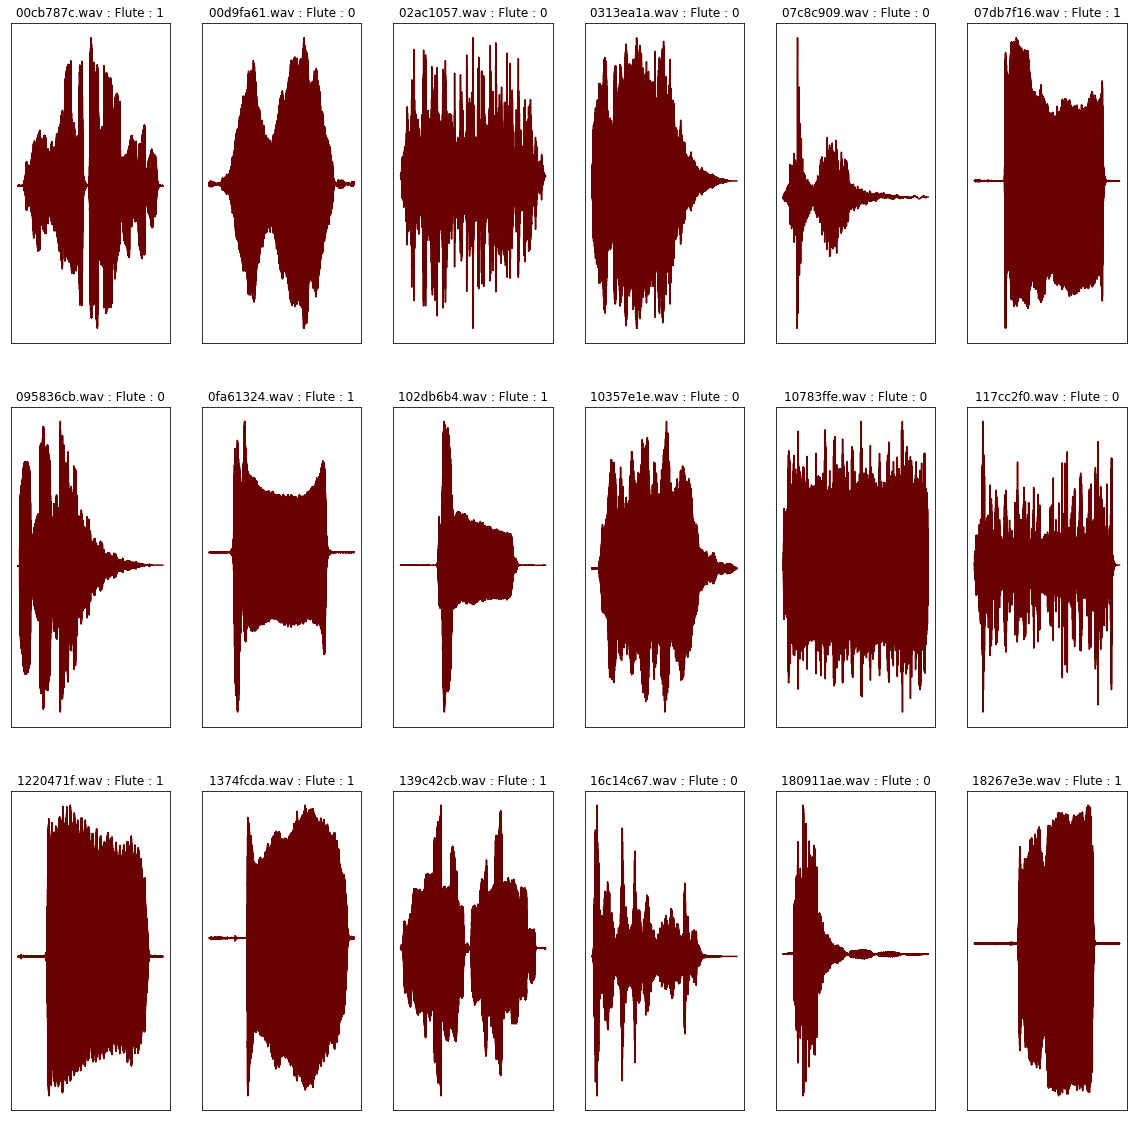 00cb787c.wav : Flute : 1
00d9fa61.wav : Flute : 0
02ac1057.wav : Flute : 0
0313ea1a.wav : Flute : 0
07c8c909.wav : Flute : 0
07db7f16.wav : Flute : 1
095836cb.wav : Flute : 0
0fa61324.wav : Flute : 1
102db6b4.wav : Flute : 1
10357e1e.wav : Flute : 0
10783ffe.wav : Flute : 0
117cc2f0.wav : Flute : 0
1220471f.wav : Flute : 1
1374fcda.wav : Flute : 1
139c42cb.wav : Flute : 1
16c14c67.wav : Flute : 0
180911ae.wav : Flute : 0
18267e3e.wav : Flute : 1